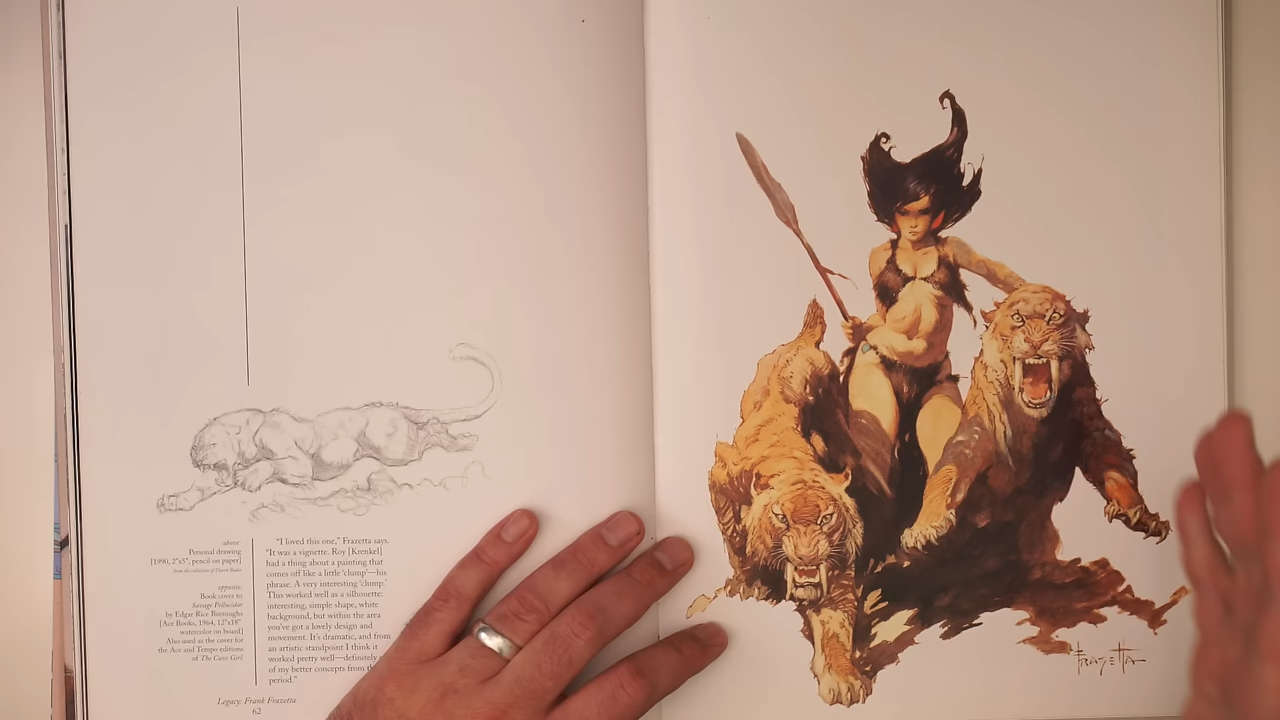 above:
Personal drawing
[1990, 2"x5", pencil on paper]
from the collection of
opposite:
Book cover to
Savage Pellucidar
by Edgar Rice Burroughs
[Ace Books, 1964, 12"x18"
watercolor on board]
Also used as the cover for
the Ace and Tempo editions
of The Cave Girl.
"I loved this one," Frazetta says.
"It was a vignette. Roy [Krenkel]
had a thing about a painting that
comes off like a little 'clump'—his
phrase. A very interesting 'clump.'
This worked well as a silhouette:
interesting, simple shape, white
background, but within the area
you've got a lovely design and
movement. It's dramatic, and from
an artistic standpoint I think it
worked pretty well—definitely
of my better concepts from
period."
Legacy: Frank Frazetta
62
FRAZETTA